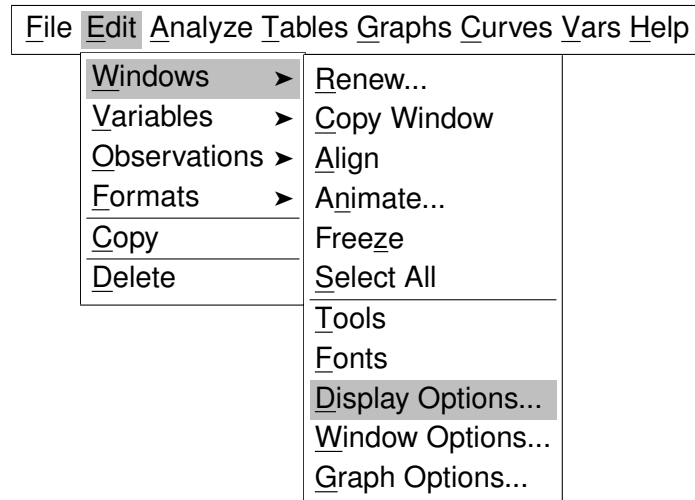 File Edit Analyze Tables Graphs Curves Vars Help
Windows ➤
Variables ➤
Observations ➤
Formats ➤
Copy
Delete
Renew...
Copy Window
Align
Animate...
Freeze
Select All
Tools
Fonts
Display Options...
Window Options...
Graph Options...